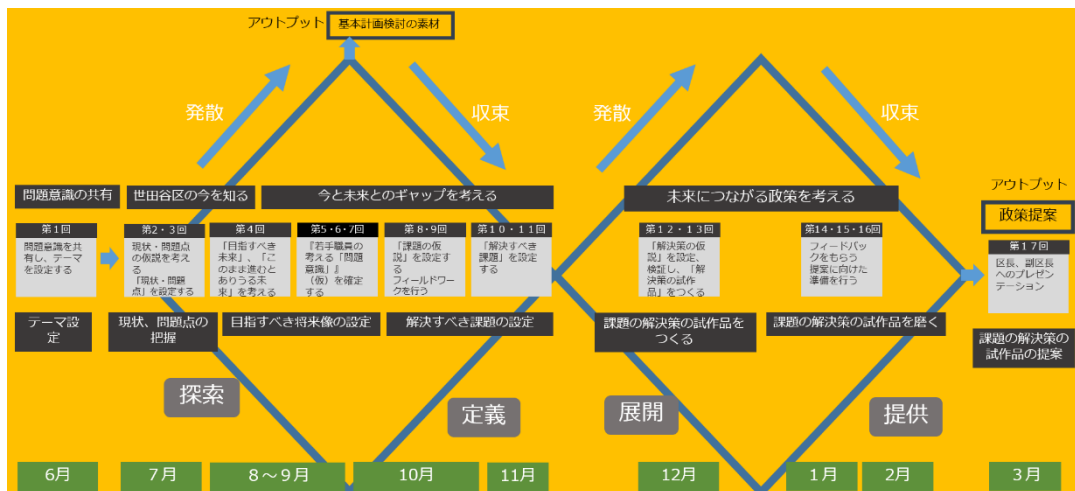 アウトプット
基本計画検討の素材
発散
収束
発散
収束
問題意識の共有
世田谷区の今を知る
今と未来とのギャップを考える
未来につながる政策を考える
アウトプット
政策提案
第１回
問題意識を共
有し、テーマ
を設定する
第２・３回
現状・問題点
の仮説を考え
る
「現状・問題
点」を設定する
第４回
「目指すべき
未来」、「こ
のまま進むと
ありうる未
来」を考える
第５・６・７回
『若手職員の
考える「問題
意識」』
（仮）を確定
する
第８・９回
「課題の仮
説」を設定す
る
フィールドワー
クを行う
第１０・１１回
「解決すべき
課題」を設定
する
第１２・１３回
「解決策の仮
説」を設定、
検証し、「解
決策の試作
品」をつくる
第14・15・16回
フィードバッ
クをもらう
提案に向けた
準備を行う
第１７回
区長、副区長
へのプレゼン
テーション
テーマ設
定
現状、問題点の
把握
目指すべき将来像の設定
解決すべき課題の設定
課題の解決策の試作品を
つくる
課題の解決策の試作品を磨く
課題の解決策の
試作品の提案
探索
定義
展開
提供
6月
７月
８～９月
10月
11月
12月
１月
２月
３月